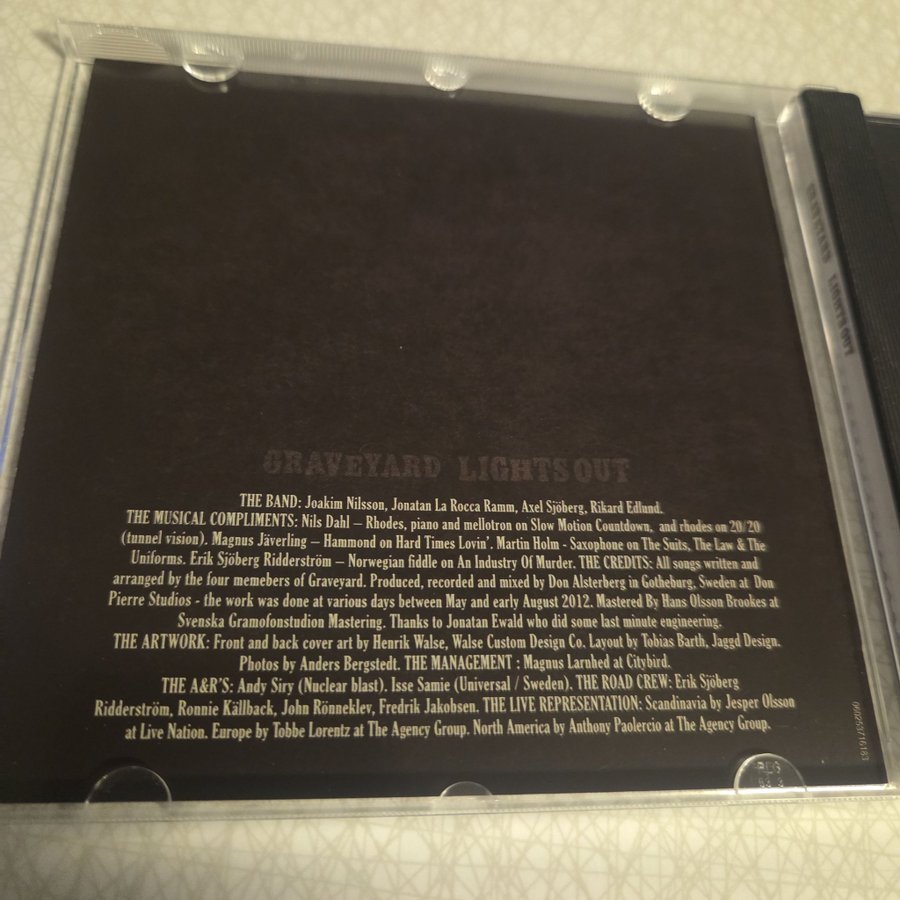 GRAVEYARD LIGHTS OUT
THE BAND: Joakim Nilsson, Jonatan La Rocca Ramm, Axel Sjöberg, Rikard Edlund.
THE MUSICAL COMPLIMENTS: Nils Dahl – Rhodes, piano and mellotron on Slow Motion Countdown, and rhodes on 20/20
(tunnel vision). Magnus Jäverling – Hammond on Hard Times Lovin'. Martin Holm - Saxophone on The Suits, The Law & The
Uniforms. Erik Sjöberg Ridderström – Norwegian fiddle on An Industry Of Murder. THE CREDITS: All songs written and
arranged by the four memebers of Graveyard. Produced, recorded and mixed by Don Alsterberg in Gotheburg, Sweden at Don
Pierre Studios - the work was done at various days between May and early August 2012. Mastered By Hans Olsson Brookes at
Svenska Gramofonstudion Mastering. Thanks to Jonatan Ewald who did some last minute engineering.
THE ARTWORK: Front and back cover art by Henrik Walse, Walse Custom Design Co. Layout by Tobias Barth, Jaggd Design.
Photos by Anders Bergstedt. THE MANAGEMENT : Magnus Larnhed at Citybird.
THE A&R'S: Andy Siry (Nuclear blast). Isse Samie (Universal / Sweden). THE ROAD CREW: Erik Sjöberg
Ridderström, Ronnie Källback, John Rönneklev, Fredrik Jakobsen. THE LIVE REPRESENTATION: Scandinavia by Jesper Olsson
at Live Nation. Europe by Tobbe Lorentz at The Agency Group. North America by Anthony Paolercio at The Agency Group.
GRAVEYARD LIGHTS OUT